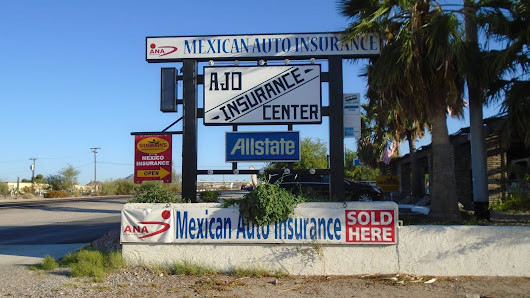 ANA MEXICAN AUTO INSURANCE
AJO
INSURANCE
CENTER
Allstate
MEXICO
INSURANCE
OPEN
ANA Mexican Auto Insurance SOLD
HERE